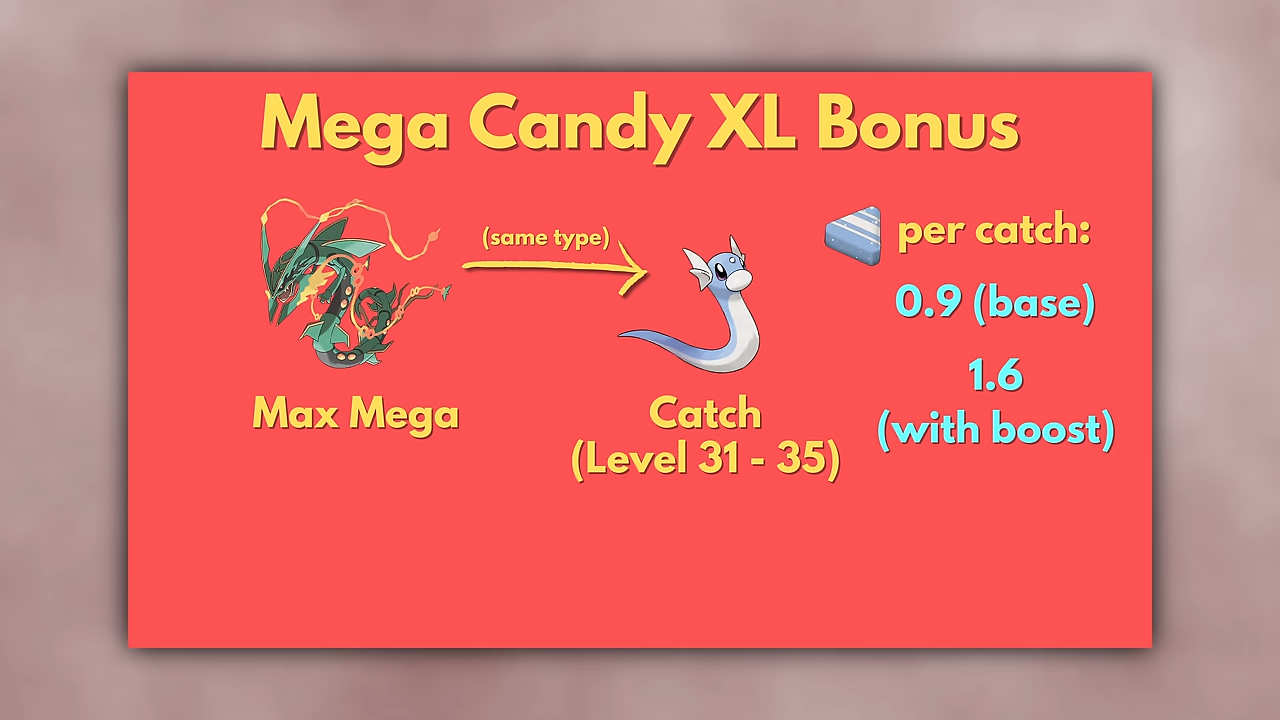 Mega Candy XL Bonus
(same type)
per catch:
0.9 (base)
1.6
(with boost)
Max Mega
Catch
(Level 31 - 35)